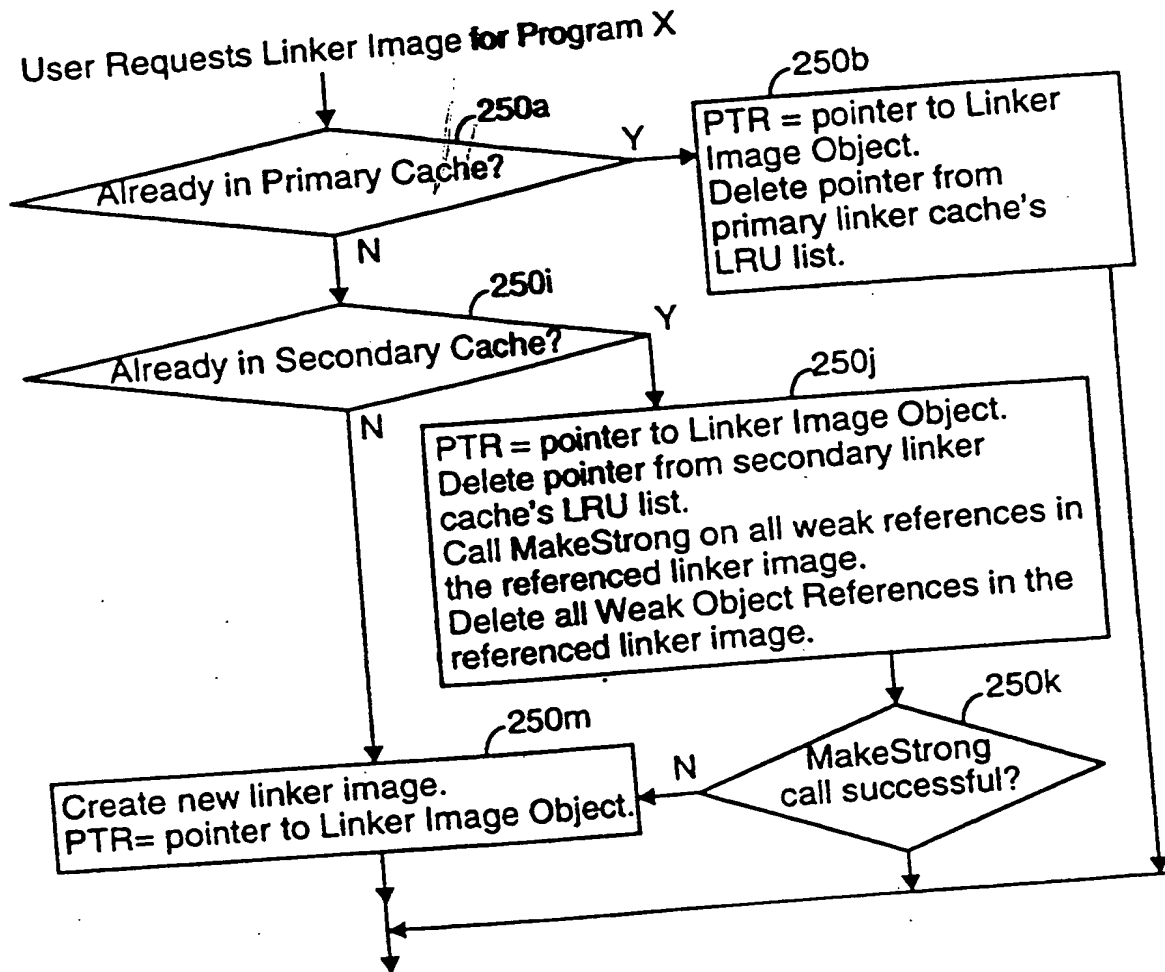 User Requests Linker Image for Program X
250a
Already in Primary Cache?
Y
N
250b
PTR = pointer to Linker
Image Object.
Delete pointer from
primary linker cache's
LRU list.
250i
Already in Secondary Cache?
Y
N
250j
PTR = pointer to Linker Image Object.
Delete pointer from secondary linker
cache's LRU list.
Call MakeStrong on all weak references in
the referenced linker image.
Delete all Weak Object References in the
referenced linker image.
250k
MakeStrong
call successful?
N
250m
Create new linker image.
PTR= pointer to Linker Image Object.